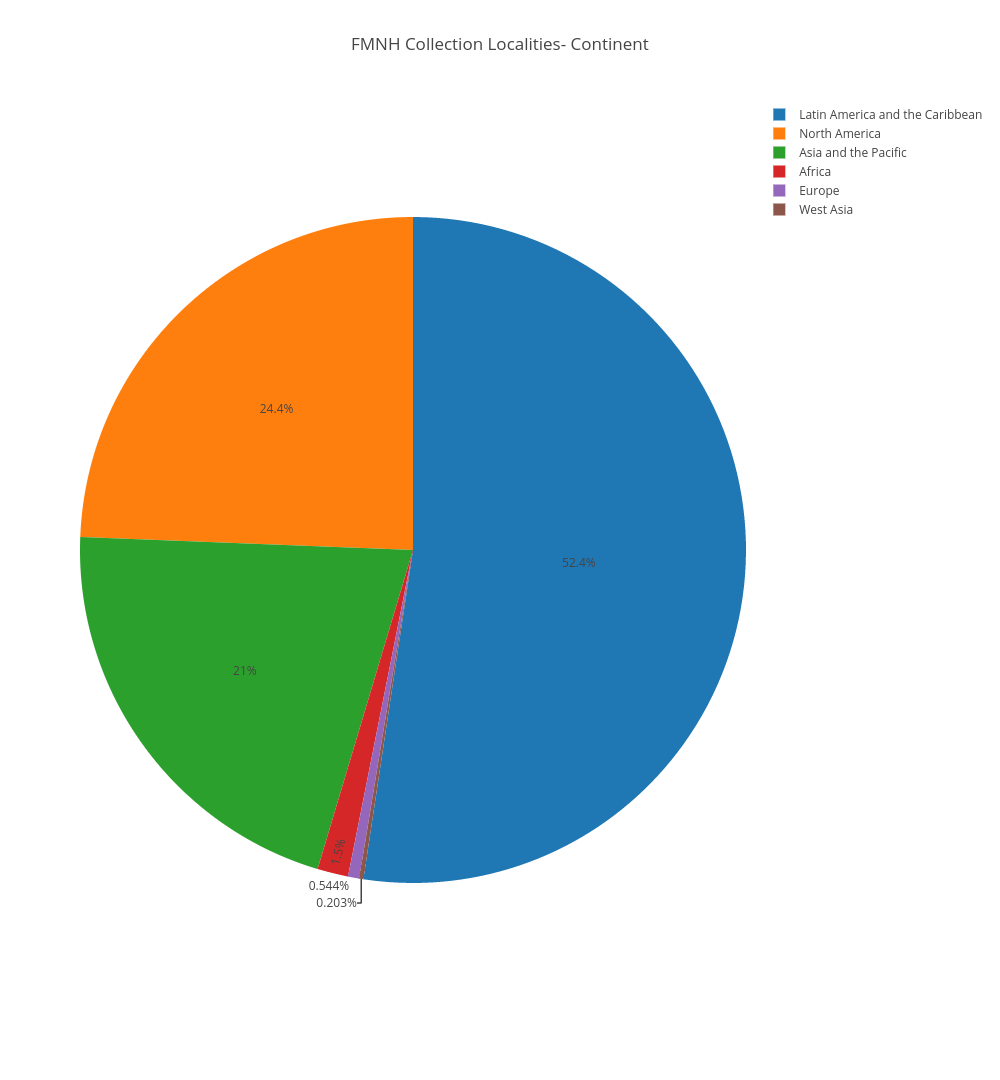 FMNH Collection Localities- Continent
Latin America and the Caribbean
North America
Asia and the Pacific
Africa
Europe
West Asia
24.4%
52.4%
21%
1.5%
0.544%
0.203%